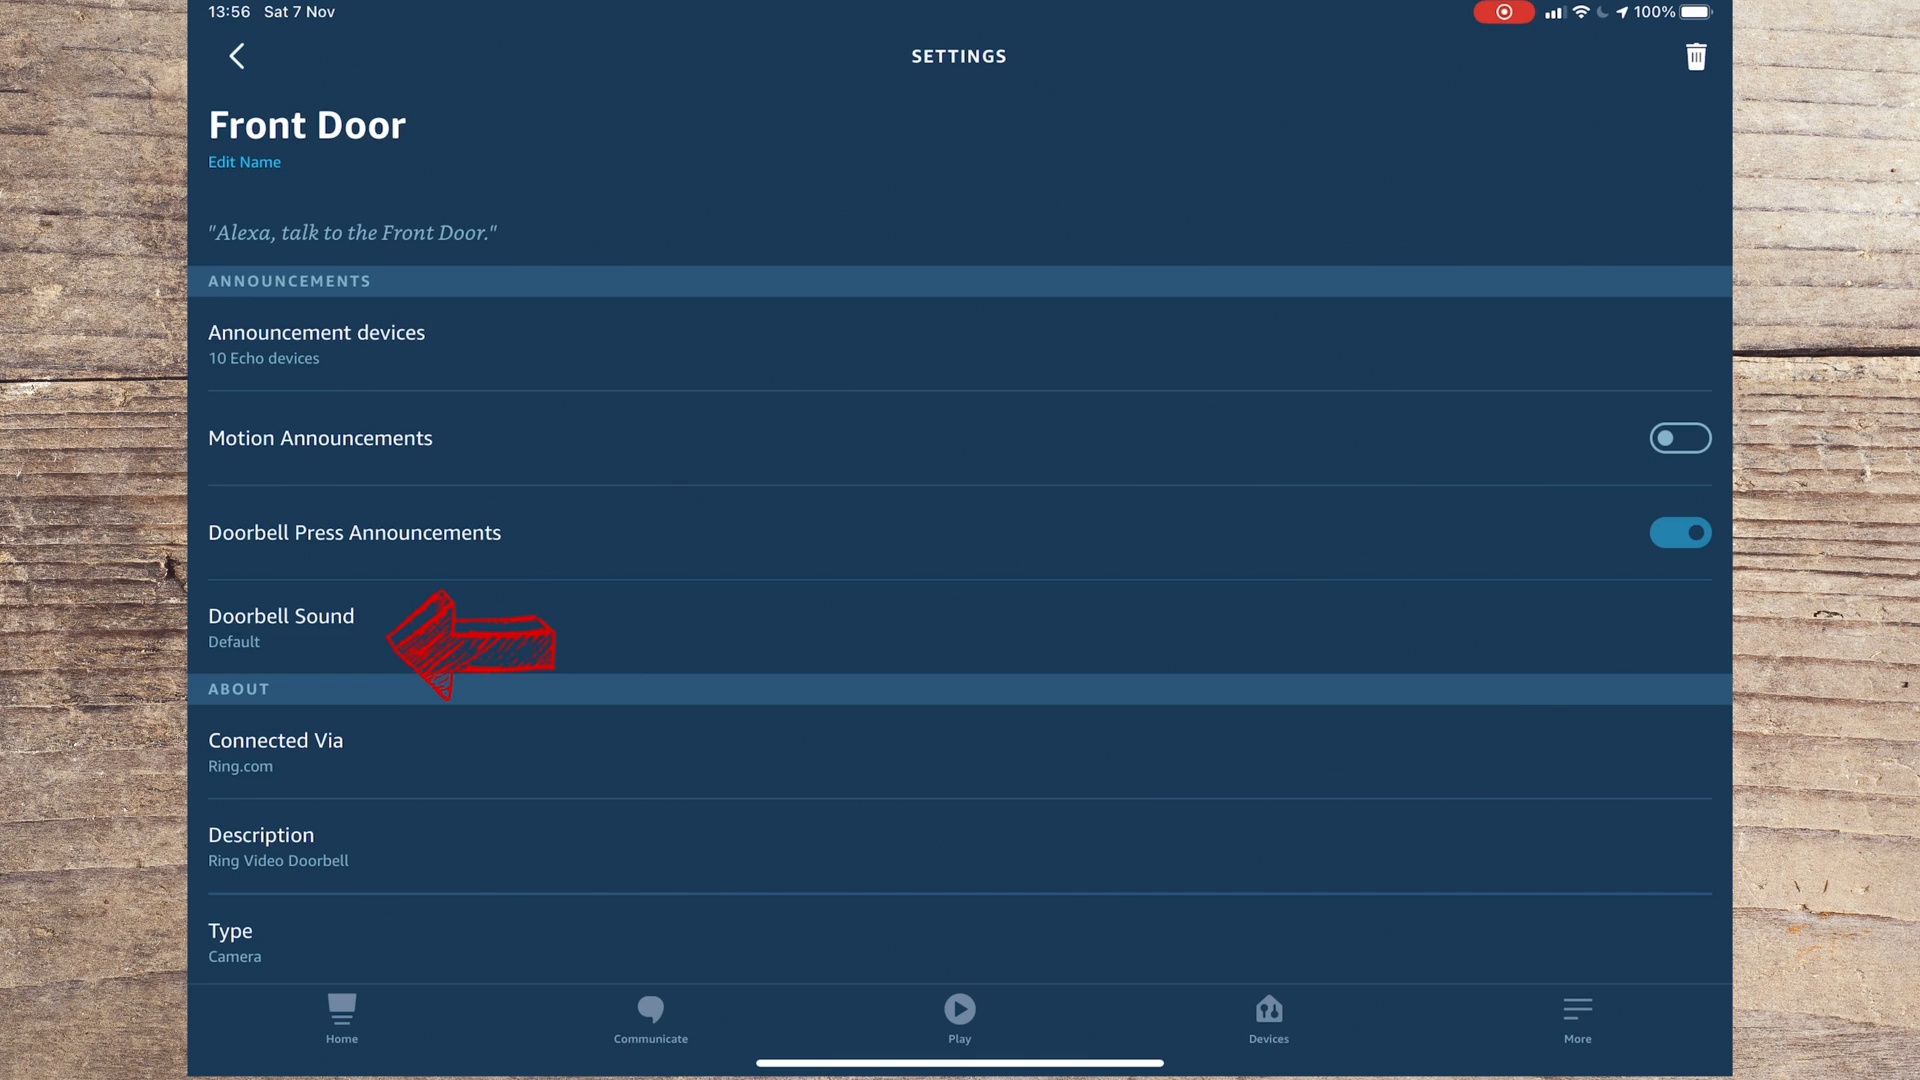 13:56 Sat 7 Nov
100%
SETTINGS
Front Door
Edit Name
"Alexa, talk to the Front Door."
ANNOUNCEMENTS
Announcement devices
10 Echo devices
Motion Announcements
Doorbell Press Announcements
Doorbell Sound
Default
ABOUT
Connected Via
Ring.com
Description
Ring Video Doorbell
Type
Camera
Home
Communicate
Play
Devices
More